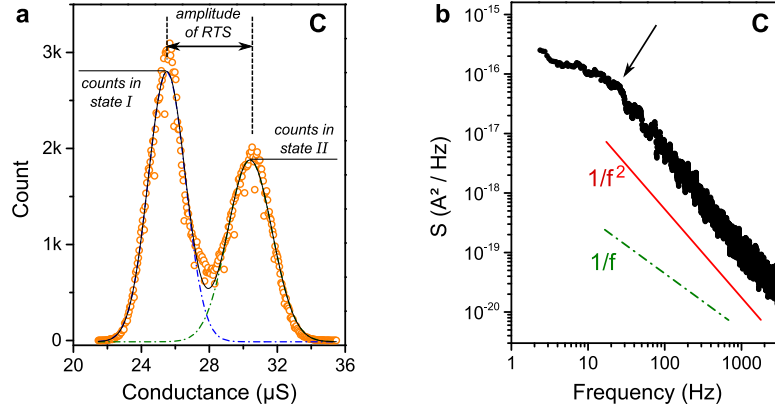 a
amplitude
of RTS
C
3k
counts in
state I
counts in
state II
2k
1k
0
Count
20
24
28
32
36
Conductance (µS)
b
C
10⁻¹⁵
10⁻¹⁶
10⁻¹⁷
10⁻¹⁸
10⁻¹⁹
10⁻²⁰
S (A² / Hz)
1/f²
1/f
1
10
100
1000
Frequency (Hz)